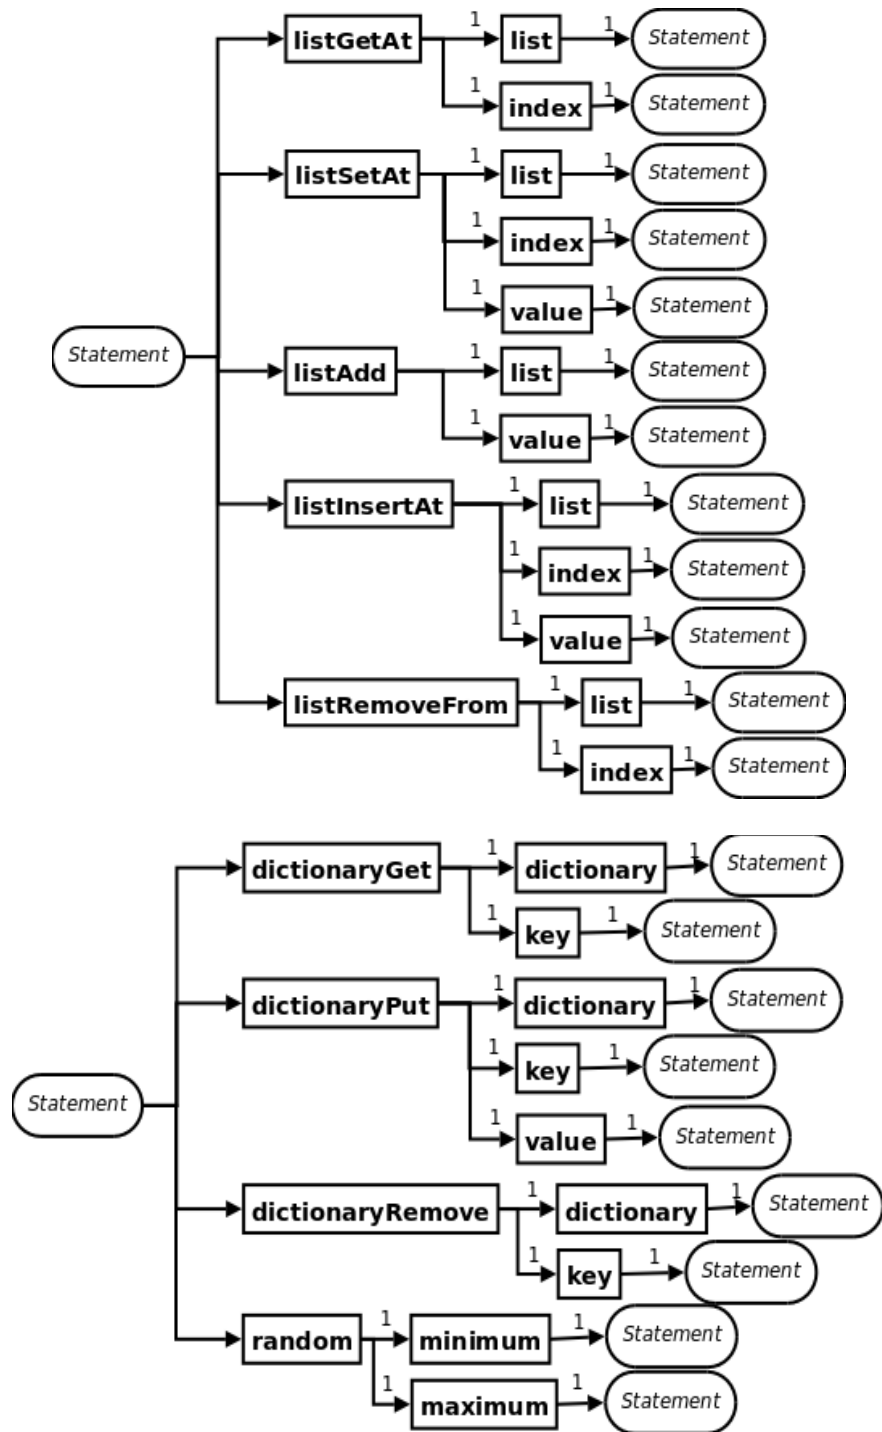 listGetAt 1 list 1 Statement
1 index 1 Statement
listSetAt 1 list 1 Statement
1 index 1 Statement
1 value 1 Statement
Statement
listAdd 1 list 1 Statement
1 value 1 Statement
listInsertAt 1 list 1 Statement
1 index 1 Statement
1 value 1 Statement
listRemoveFrom 1 list 1 Statement
1 index 1 Statement
dictionaryGet 1 dictionary 1 Statement
1 key 1 Statement
dictionaryPut 1 dictionary 1 Statement
1 key 1 Statement
Statement
1 value 1 Statement
dictionaryRemove 1 dictionary 1 Statement
1 key 1 Statement
random 1 minimum 1 Statement
1 maximum 1 Statement